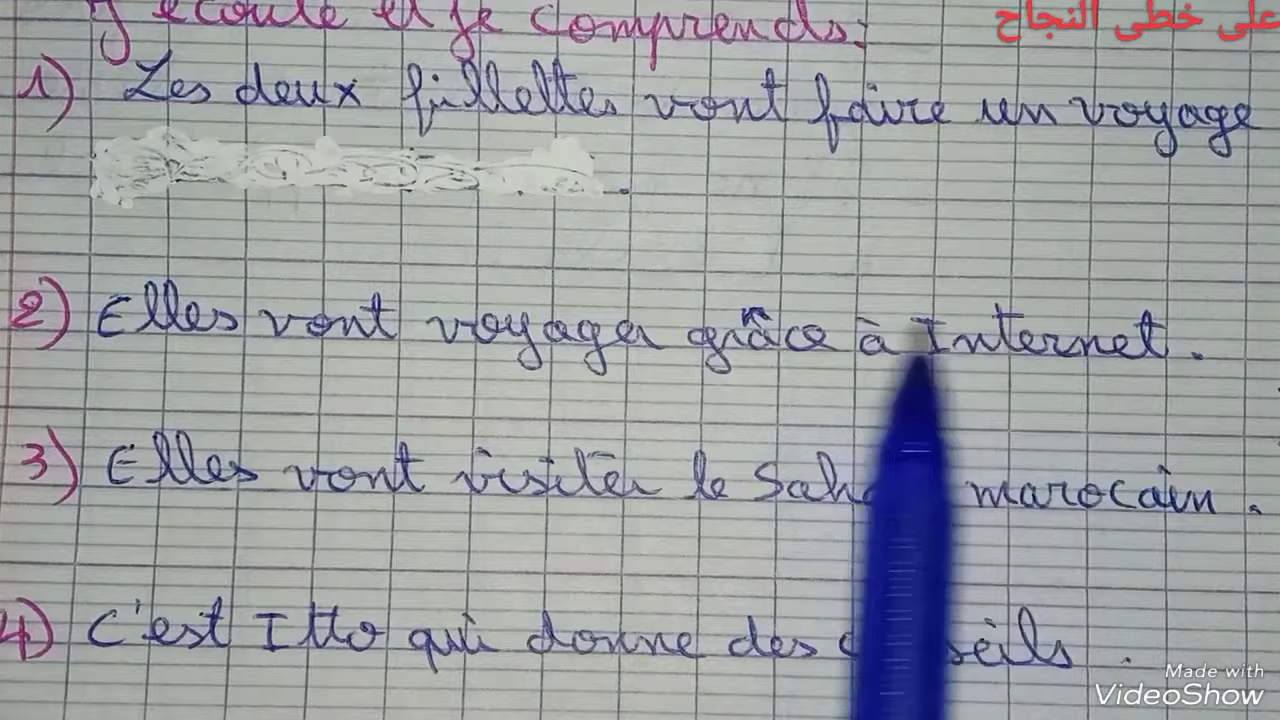 على خطى النجاح
J'écoute et je comprends:
1) Les deux fillettes vont faire un voyage
.
2) Elles vont voyager grâce à Internet.
3) Elles vont visiter le Sah marocain.
4) C'est Itto qui donne des seils.
Made with
VideoShow